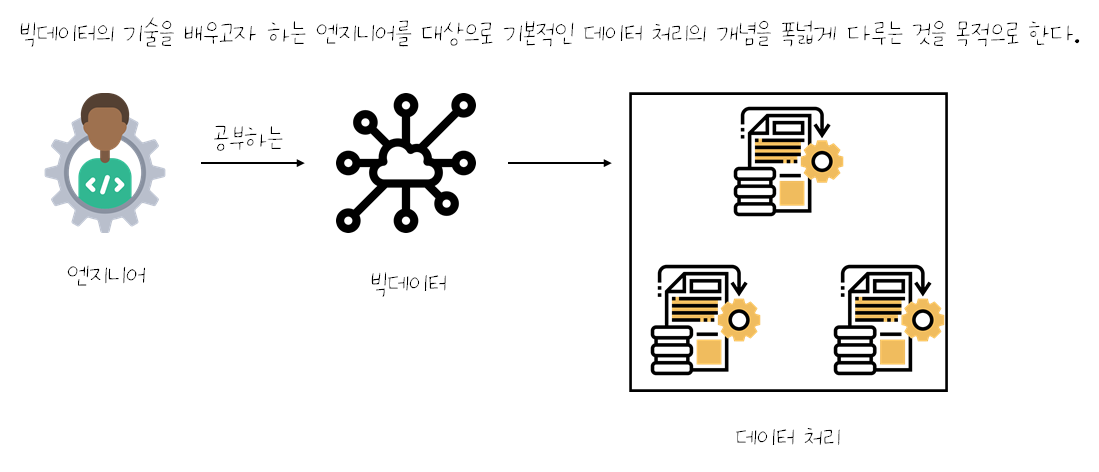 빅데이터의 기술을 배우고자 하는 엔지니어를 대상으로 기본적인 데이터 처리의 개념을 폭넓게 다루는 것을 목적으로 한다.
공부하는
엔지니어
빅데이터
데이터 처리